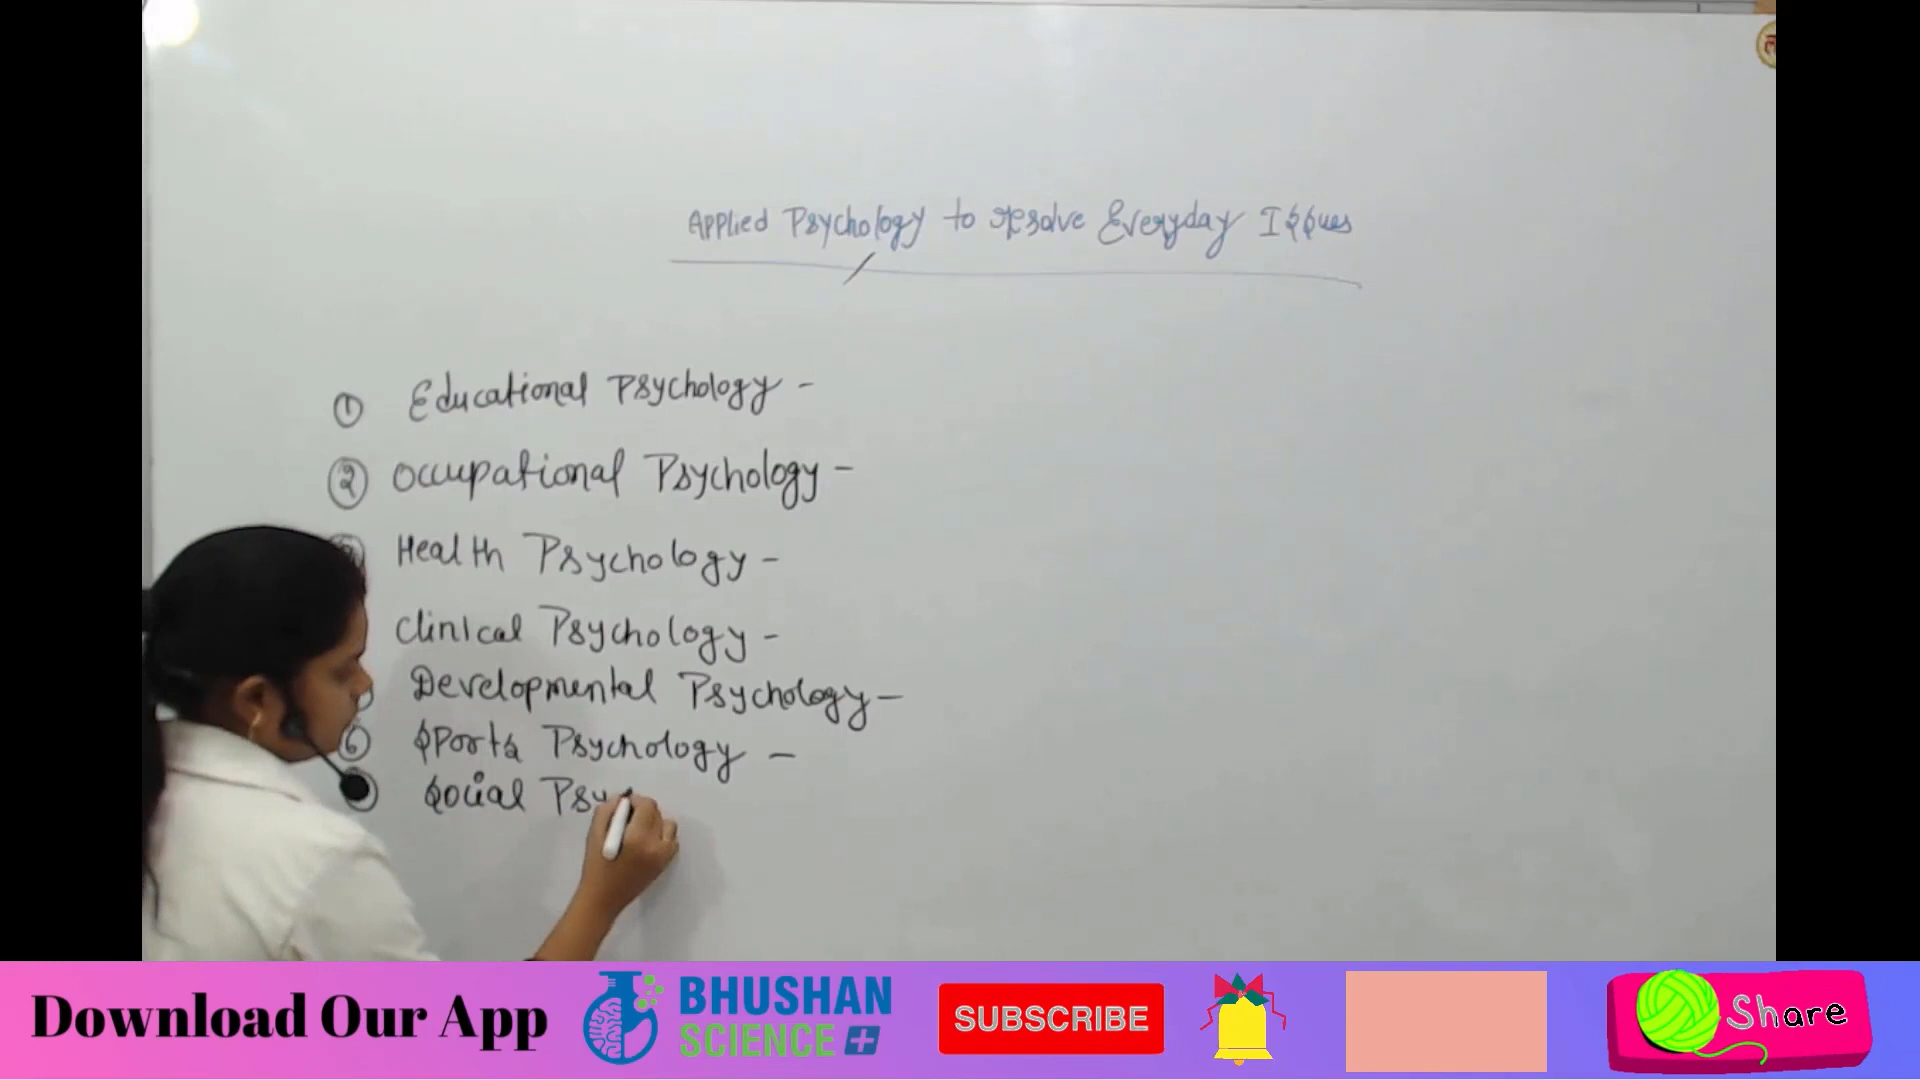 ल
Applied Psychology to resolve Everyday Issues
① Educational Psychology -
② Occupational Psychology -
Health Psychology -
Clinical Psychology -
Developmental Psychology -
⑥ Sports Psychology -
Social Psy
Download Our App
BHUSHAN
SCIENCE
SUBSCRIBE
Share